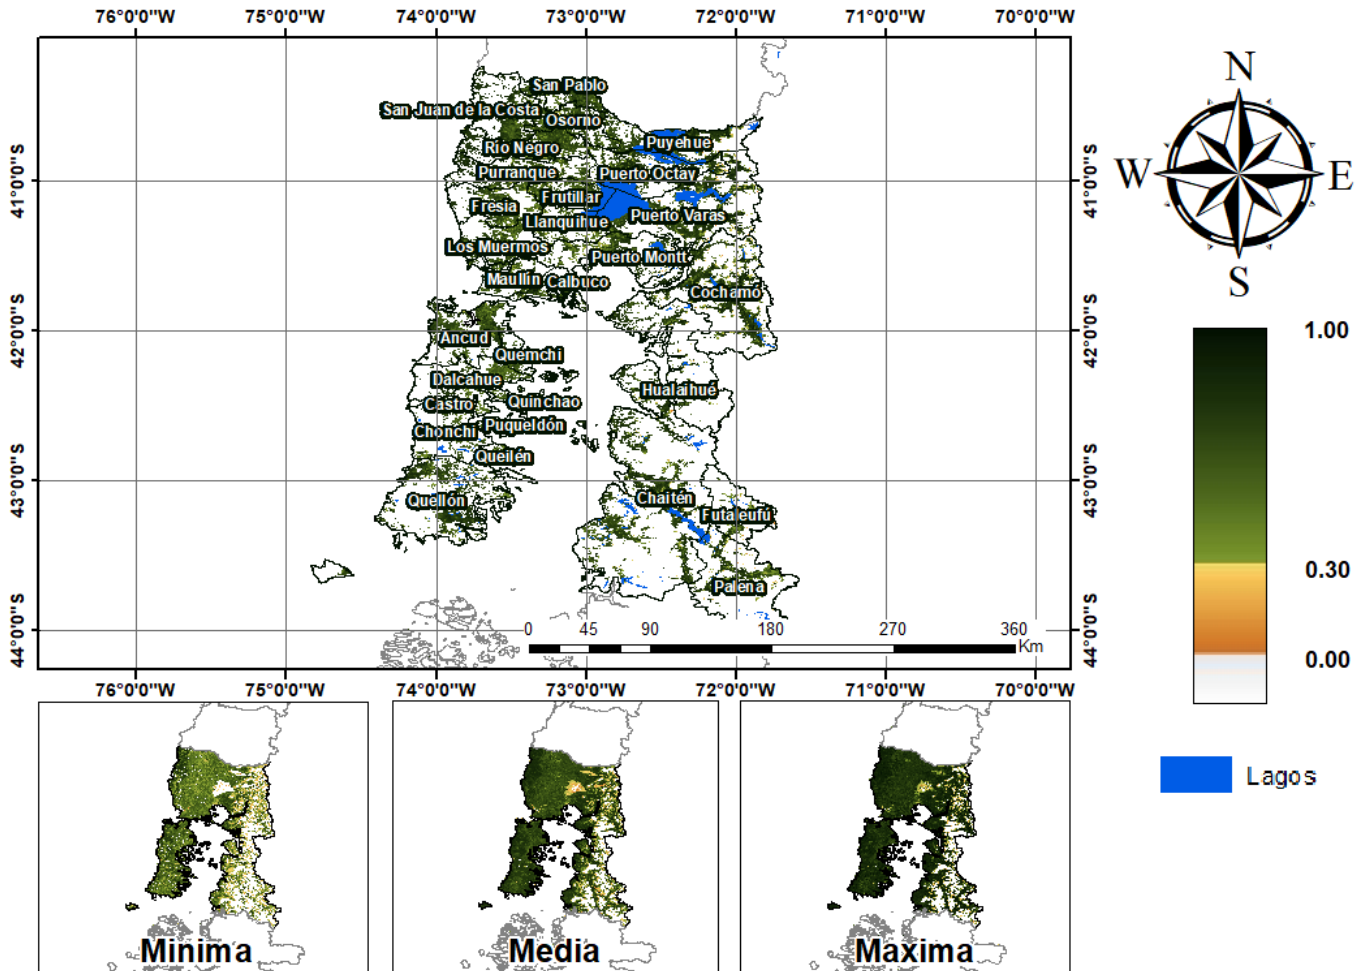 76°0'0"W 75°0'0"W 74°0'0"W 73°0'0"W 72°0'0"W 71°0'0"W 70°0'0"W
N
W E
S
San Pablo
San Juan de la Costa
Osorno
Puyehue
Río Negro
Purranque
Puerto Octay
Frutillar
Fresia
Llanquihue
Puerto Varas
Los Muermos
Puerto Montt
Maullín
Calbuco
Cochamó
Ancud
Quemchi
Dalcahue
Hualaihué
Castro
Quinchao
Chonchi
Puqueldón
Queilén
Quellón
Chaitén
Futaleufú
Palena
41°0'0"S 41°0'0"S
42°0'0"S 42°0'0"S
43°0'0"S 43°0'0"S
44°0'0"S 44°0'0"S
0 45 90 180 270 360
Km
76°0'0"W 75°0'0"W 74°0'0"W 73°0'0"W 72°0'0"W 71°0'0"W 70°0'0"W
1.00
0.30
0.00
Lagos
Minima
Media
Maxima